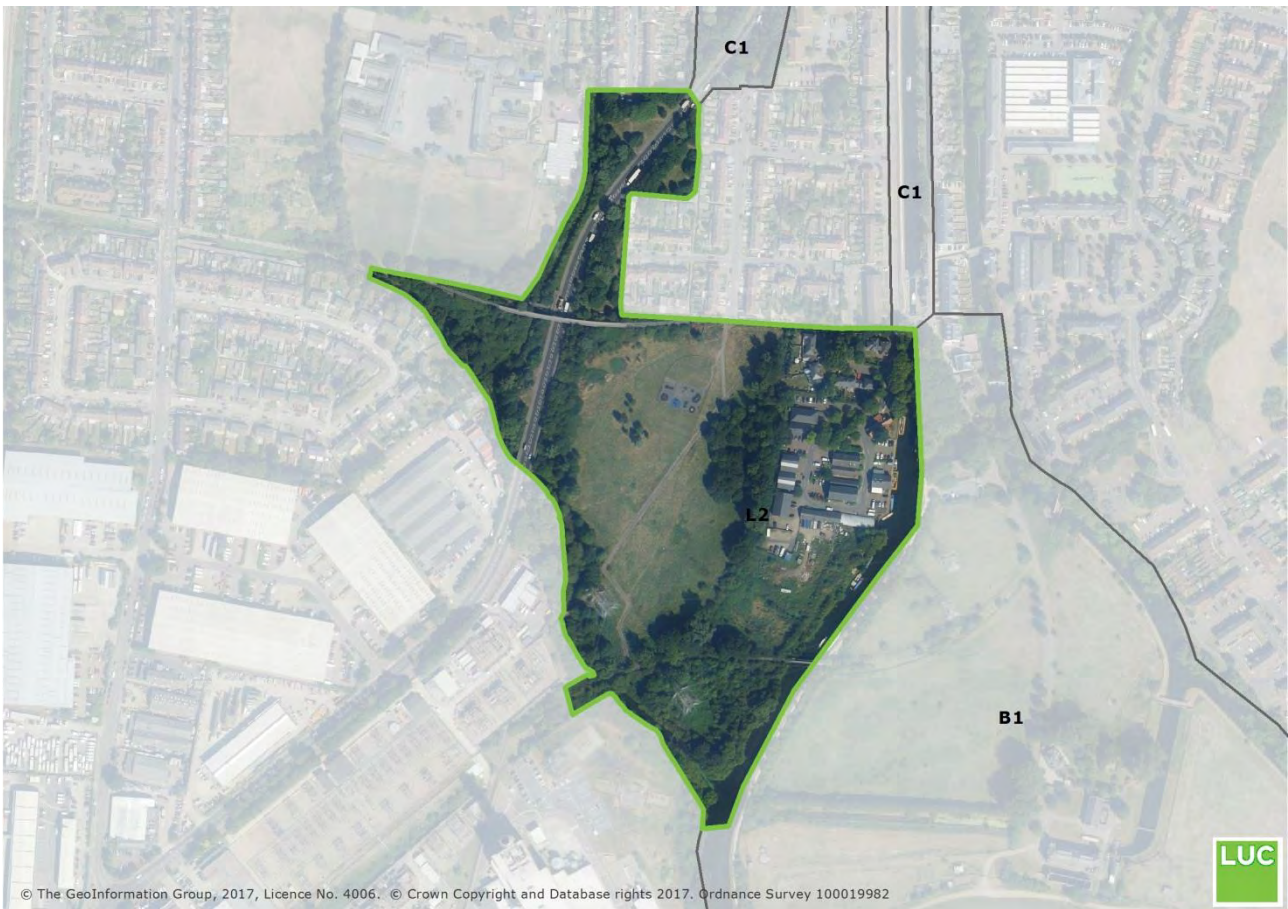 C1
C1
L2
B1
LUC
© The GeoInformation Group, 2017, Licence No. 4006. © Crown Copyright and Database rights 2017. Ordnance Survey 100019982